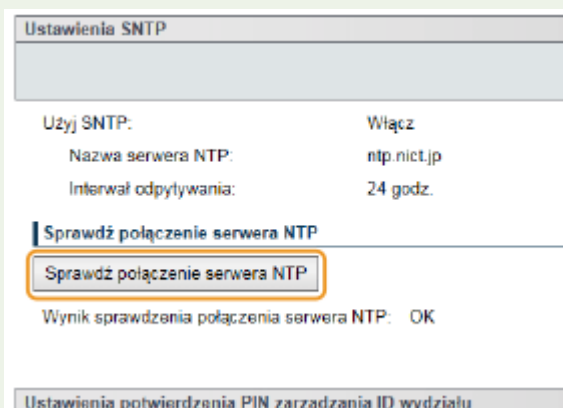 Ustawienia SNTP
Użyj SNTP: Włącz
Nazwa serwera NTP: ntp.nict.jp
Interwał odpytywania: 24 godz.
Sprawdź połączenie serwera NTP
Sprawdź połączenie serwera NTP
Wynik sprawdzenia połączenia serwera NTP: OK
Ustawienia potwierdzenia PIN zarządzania ID wydziału